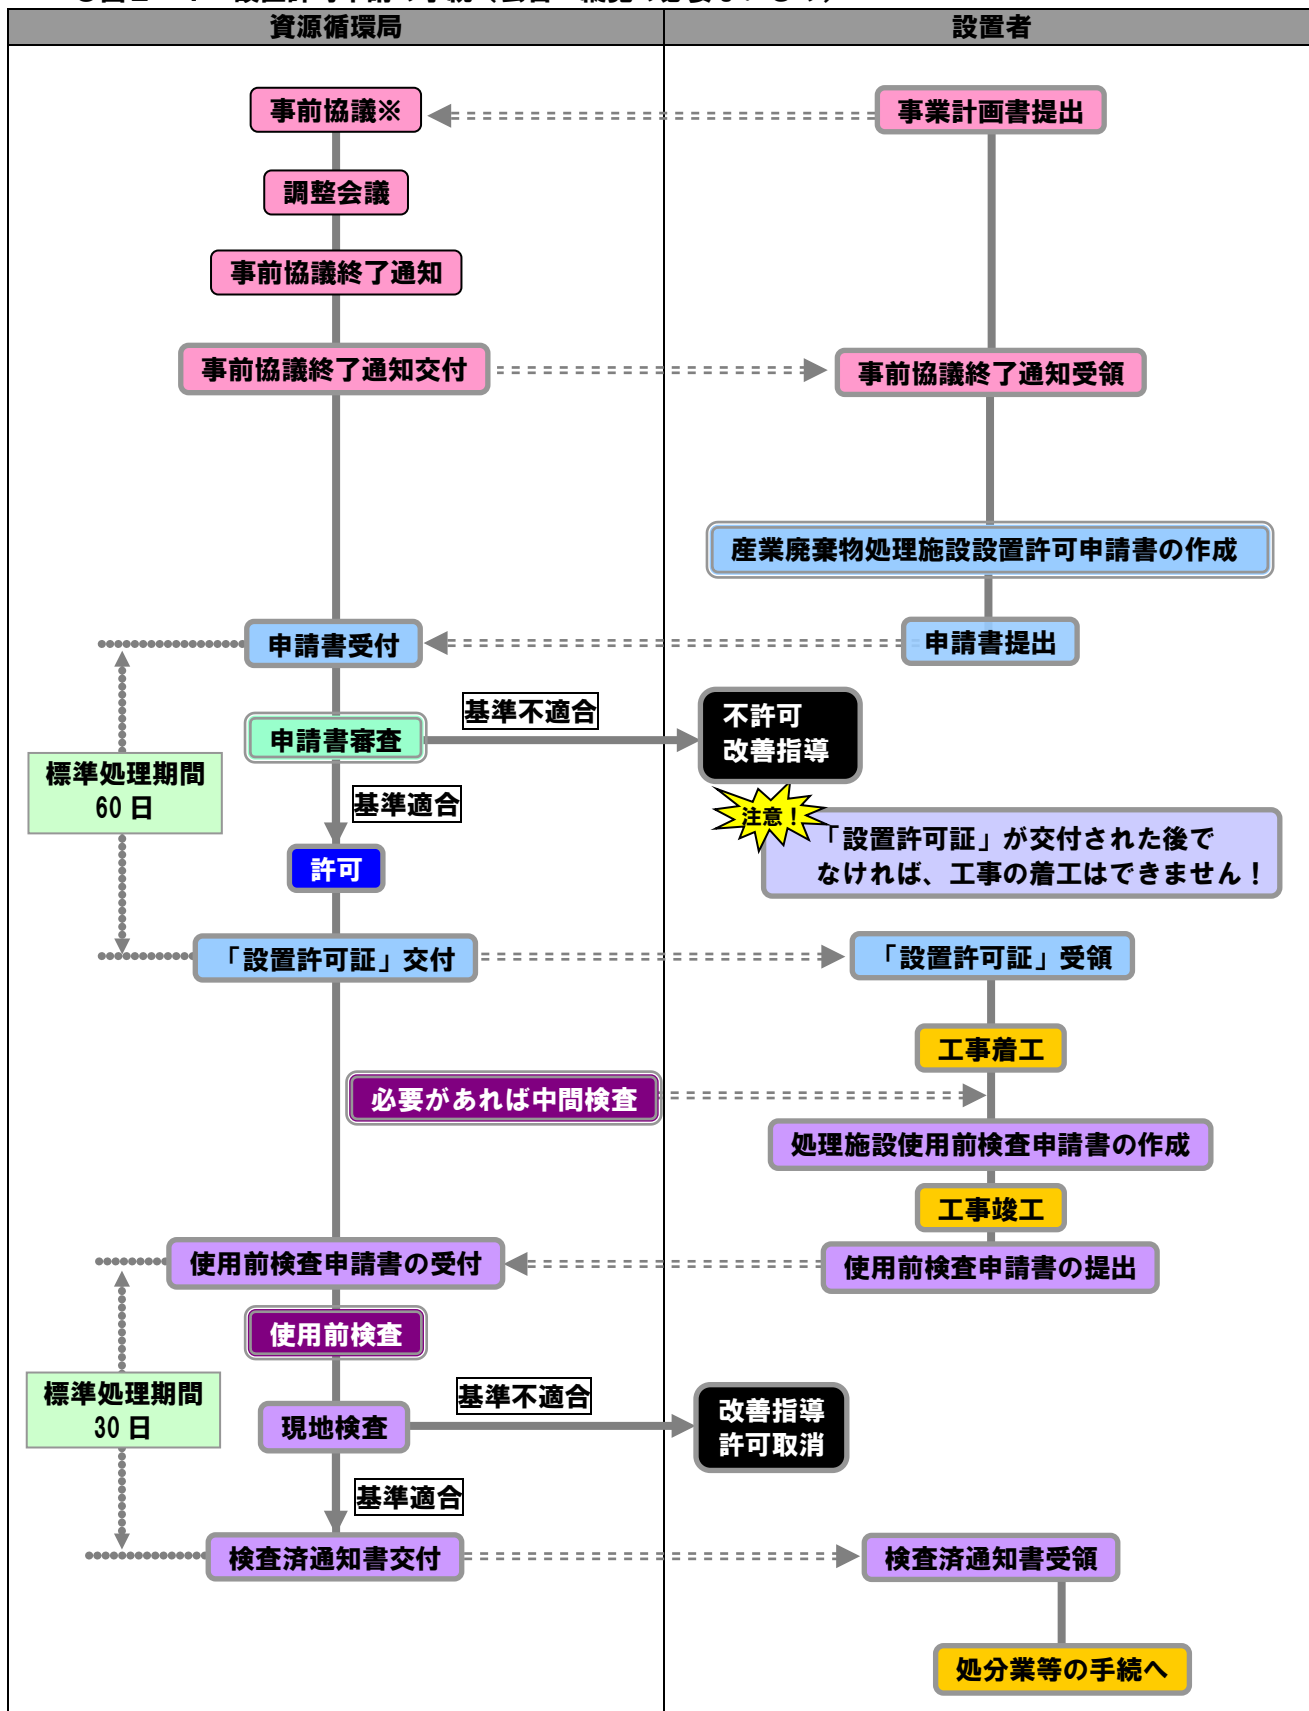 資源循環局
設置者
事前協議※
事業計画書提出
調整会議
事前協議終了通知
事前協議終了通知交付
事前協議終了通知受領
産業廃棄物処理施設設置許可申請書の作成
申請書受付
申請書提出
基準不適合
不許可
改善指導
申請書審査
標準処理期間
60 日
基準適合
注意！
「設置許可証」が交付された後で
なければ、工事の着工はできません！
許可
「設置許可証」交付
「設置許可証」受領
工事着工
必要があれば中間検査
処理施設使用前検査申請書の作成
工事竣工
使用前検査申請書の受付
使用前検査申請書の提出
使用前検査
標準処理期間
30 日
基準不適合
現地検査
改善指導
許可取消
基準適合
検査済通知書交付
検査済通知書受領
処分業等の手続へ